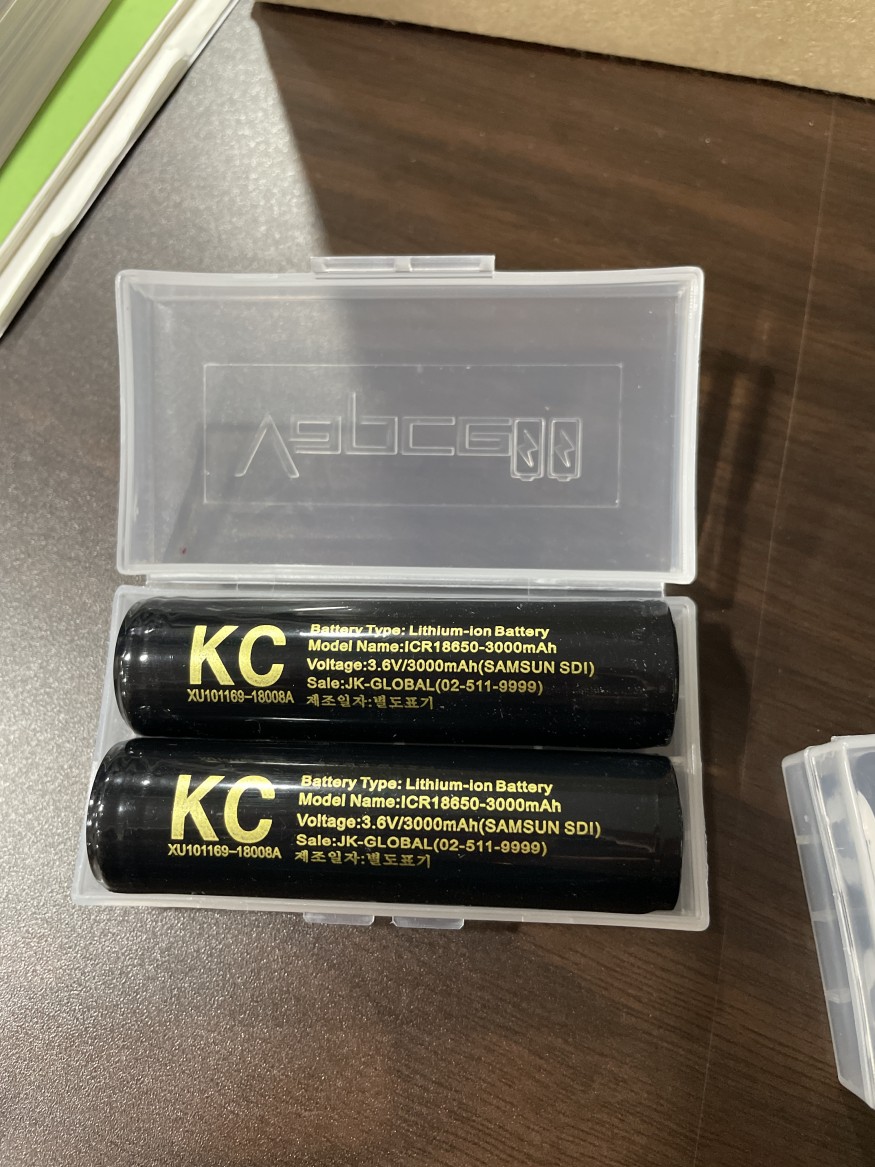 KC
XU101169-18008A
Battery Type: Lithium-ion Battery
Model Name:ICR18650-3000mAh
Voltage:3.6V/3000mAh(SAMSUN SDI)
Sale:JK-GLOBAL(02-511-9999)
제조일자:별도표기
KC
XU101169-18008A
Battery Type: Lithium-ion Battery
Model Name:ICR18650-3000mAh
Voltage:3.6V/3000mAh(SAMSUN SDI)
Sale:JK-GLOBAL(02-511-9999)
제조일자:별도표기